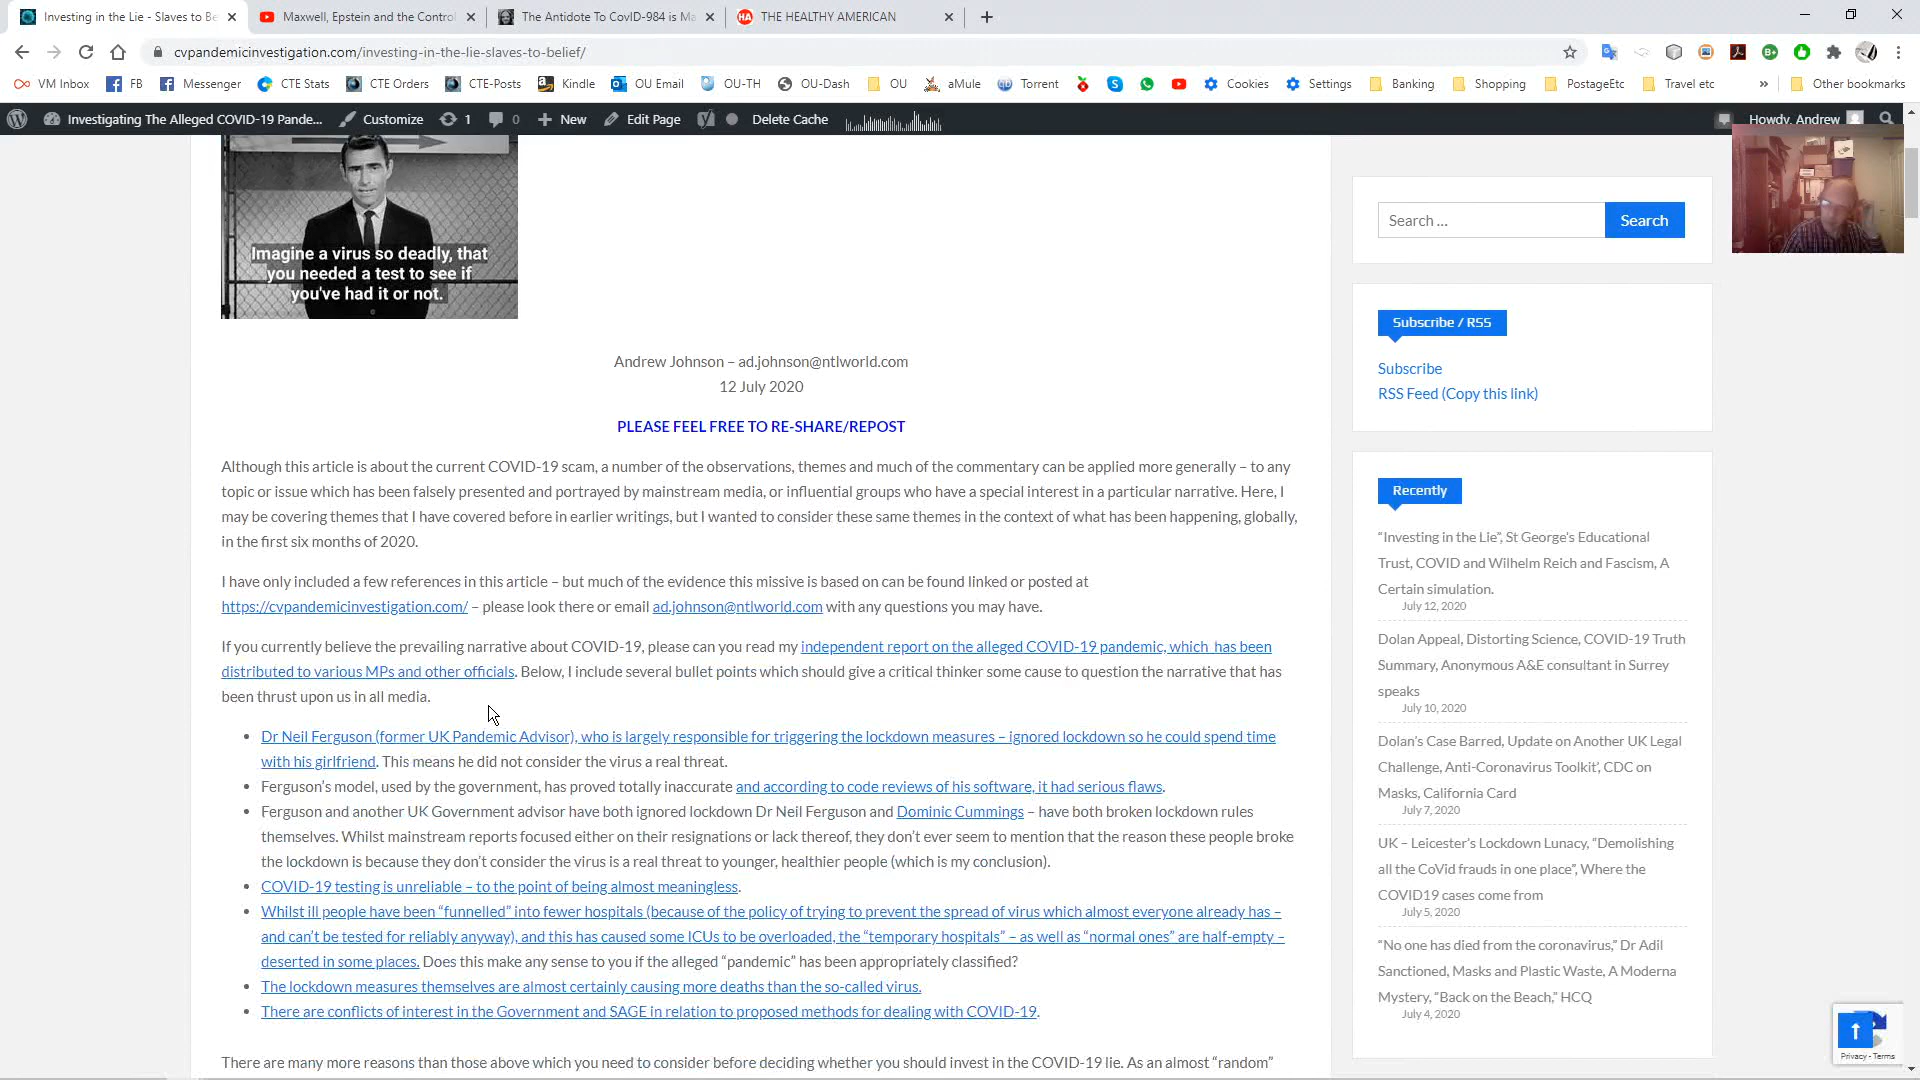 Investing in the Lie - Slaves to Be
Maxwell, Epstein and the Control
The Antidote To CovID-984 is Ma
THE HEALTHY AMERICAN
cvpandemicinvestigation.com/investing-in-the-lie-slaves-to-belief/
VM Inbox FB Messenger CTE Stats CTE Orders CTE-Posts Kindle OU Email OU-TH OU-Dash OU aMule Torrent Cookies Settings Banking Shopping PostageEtc Travel etc » Other bookmarks
Investigating The Alleged COVID-19 Pande... Customize 1 0 New Edit Page Delete Cache Howdy, Andrew
Imagine a virus so deadly, that
you needed a test to see if
you've had it or not.
Andrew Johnson – ad.johnson@ntlworld.com
12 July 2020
PLEASE FEEL FREE TO RE-SHARE/REPOST
Although this article is about the current COVID-19 scam, a number of the observations, themes and much of the commentary can be applied more generally – to any
topic or issue which has been falsely presented and portrayed by mainstream media, or influential groups who have a special interest in a particular narrative. Here, I
may be covering themes that I have covered before in earlier writings, but I wanted to consider these same themes in the context of what has been happening, globally,
in the first six months of 2020.
I have only included a few references in this article – but much of the evidence this missive is based on can be found linked or posted at
https://cvpandemicinvestigation.com/ – please look there or email ad.johnson@ntlworld.com with any questions you may have.
If you currently believe the prevailing narrative about COVID-19, please can you read my independent report on the alleged COVID-19 pandemic, which has been
distributed to various MPs and other officials. Below, I include several bullet points which should give a critical thinker some cause to question the narrative that has
been thrust upon us in all media.
• Dr Neil Ferguson (former UK Pandemic Advisor), who is largely responsible for triggering the lockdown measures – ignored lockdown so he could spend time
with his girlfriend. This means he did not consider the virus a real threat.
• Ferguson's model, used by the government, has proved totally inaccurate and according to code reviews of his software, it had serious flaws.
• Ferguson and another UK Government advisor have both ignored lockdown Dr Neil Ferguson and Dominic Cummings – have both broken lockdown rules
themselves. Whilst mainstream reports focused either on their resignations or lack thereof, they don't ever seem to mention that the reason these people broke
the lockdown is because they don't consider the virus is a real threat to younger, healthier people (which is my conclusion).
• COVID-19 testing is unreliable – to the point of being almost meaningless.
• Whilst ill people have been “funnelled” into fewer hospitals (because of the policy of trying to prevent the spread of virus which almost everyone already has –
and can't be tested for reliably anyway), and this has caused some ICUs to be overloaded, the “temporary hospitals” – as well as “normal ones” are half-empty –
deserted in some places. Does this make any sense to you if the alleged “pandemic” has been appropriately classified?
• The lockdown measures themselves are almost certainly causing more deaths than the so-called virus.
• There are conflicts of interest in the Government and SAGE in relation to proposed methods for dealing with COVID-19.
There are many more reasons than those above which you need to consider before deciding whether you should invest in the COVID-19 lie. As an almost “random”
Search ...
Search
Subscribe / RSS
Subscribe
RSS Feed (Copy this link)
Recently
“Investing in the Lie”, St George's Educational
Trust, COVID and Wilhelm Reich and Fascism, A
Certain simulation.
July 12, 2020
Dolan Appeal, Distorting Science, COVID-19 Truth
Summary, Anonymous A&E consultant in Surrey
speaks
July 10, 2020
Dolan's Case Barred, Update on Another UK Legal
Challenge, Anti-Coronavirus Toolkit', CDC on
Masks, California Card
July 7, 2020
UK – Leicester's Lockdown Lunacy, “Demolishing
all the CoVid frauds in one place”, Where the
COVID19 cases come from
July 5, 2020
“No one has died from the coronavirus,” Dr Adil
Sanctioned, Masks and Plastic Waste, A Moderna
Mystery, “Back on the Beach,” HCQ
July 4, 2020
Privacy - Terms